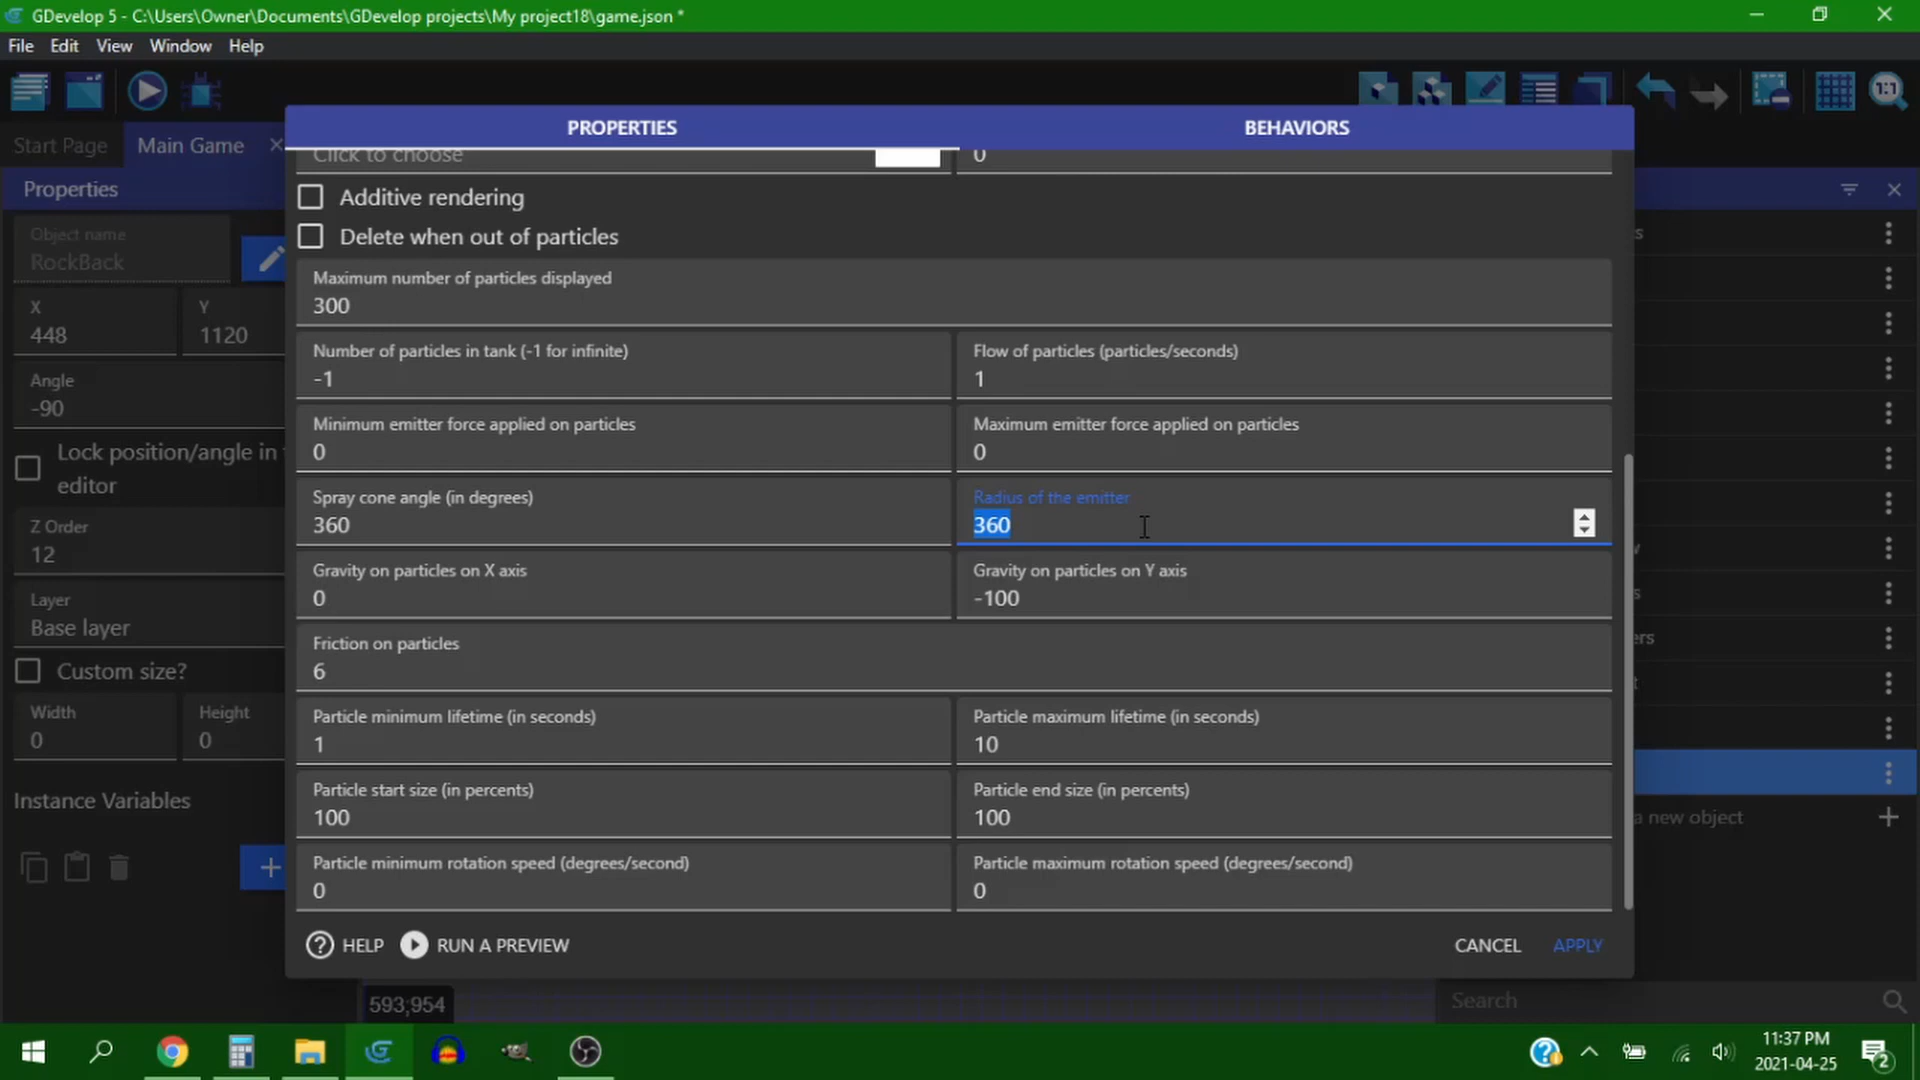 GDevelop 5 - C:\Users\Owner\Documents\GDevelop projects\My project18\game.json *
File Edit View Window Help
1:1
Start Page Main Game
PROPERTIES BEHAVIORS
Properties
Click to choose 0
Additive rendering
Delete when out of particles
Object name
RockBack
Maximum number of particles displayed
300
X Y
448 1120
Number of particles in tank (-1 for infinite) Flow of particles (particles/seconds)
-1 1
Angle
-90
Minimum emitter force applied on particles Maximum emitter force applied on particles
0 0
Lock position/angle in
editor
Spray cone angle (in degrees) Radius of the emitter
360 360
Z Order
12
Gravity on particles on X axis Gravity on particles on Y axis
0 -100
Layer
Base layer
Friction on particles
6
Custom size?
Width Height
0 0
Particle minimum lifetime (in seconds) Particle maximum lifetime (in seconds)
1 10
Particle start size (in percents) Particle end size (in percents)
100 100
Instance Variables
a new object
Particle minimum rotation speed (degrees/second) Particle maximum rotation speed (degrees/second)
0 0
HELP RUN A PREVIEW CANCEL APPLY
593;954 Search
11:37 PM
2021-04-25
2